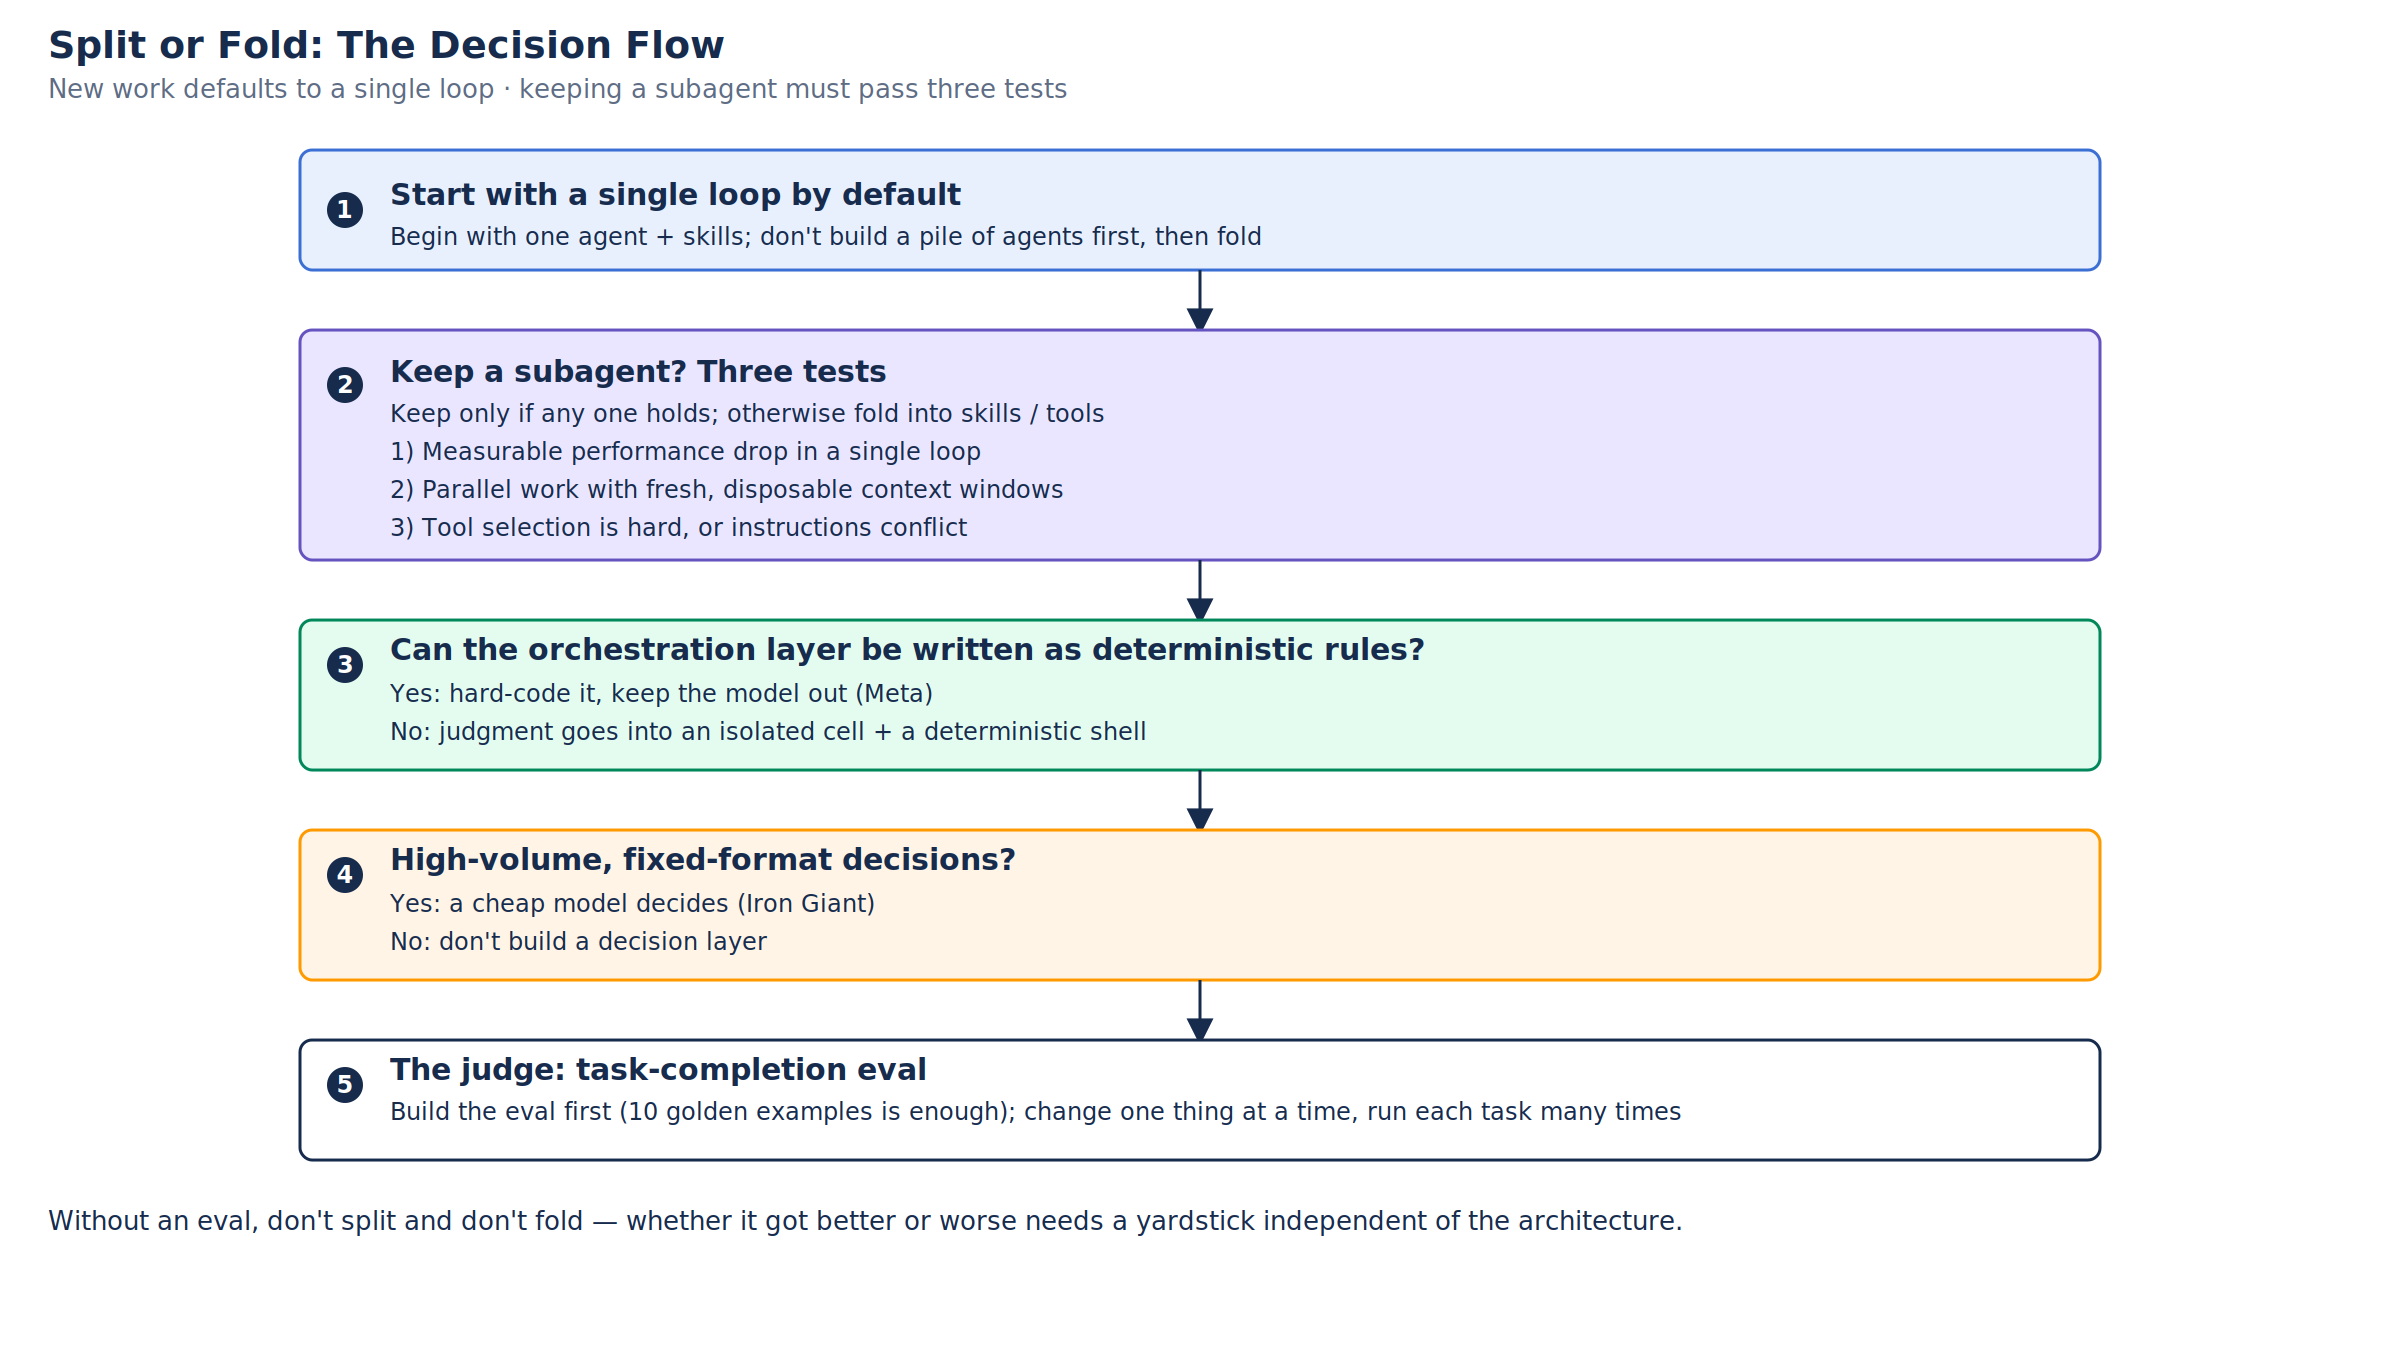 Split or Fold: The Decision Flow
New work defaults to a single loop · keeping a subagent must pass three tests
1
Start with a single loop by default
Begin with one agent + skills; don't build a pile of agents first, then fold
2
Keep a subagent? Three tests
Keep only if any one holds; otherwise fold into skills / tools
1) Measurable performance drop in a single loop
2) Parallel work with fresh, disposable context windows
3) Tool selection is hard, or instructions conflict
3
Can the orchestration layer be written as deterministic rules?
Yes: hard-code it, keep the model out (Meta)
No: judgment goes into an isolated cell + a deterministic shell
4
High-volume, fixed-format decisions?
Yes: a cheap model decides (Iron Giant)
No: don't build a decision layer
5
The judge: task-completion eval
Build the eval first (10 golden examples is enough); change one thing at a time, run each task many times
Without an eval, don't split and don't fold — whether it got better or worse needs a yardstick independent of the architecture.